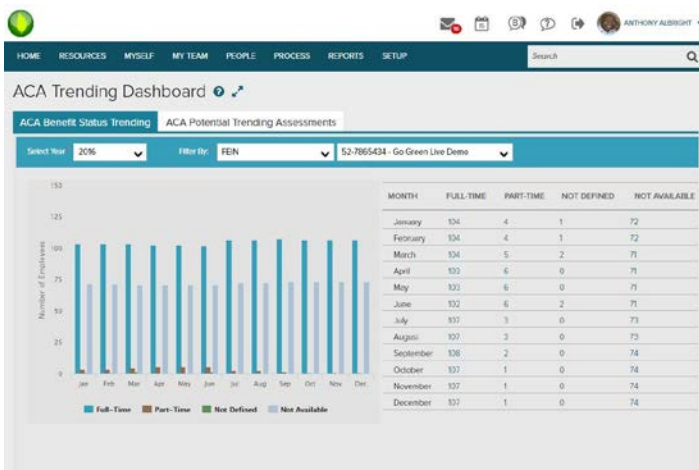 ANTHONY ALBRIGHT
HOME RESOURCES MYSELF MY TEAM PEOPLE PROCESS REPORTS SETUP Search
ACA Trending Dashboard
ACA Benefit Status Trending ACA Potential Trending Assessments
Select Year 2016 Filter By: FEIN 52-7865434 - Go Green Live Demo
150
125
100
75
50
25
0
Number of Employees
Jan Feb Mar Apr May Jun Jul Aug Sep Oct Nov Dec
Full-Time Part-Time Not Defined Not Available
MONTH FULL-TIME PART-TIME NOT DEFINED NOT AVAILABLE
January 104 4 1 72
February 104 4 1 72
March 104 5 2 71
April 103 6 0 71
May 103 6 0 71
June 102 6 2 71
July 107 3 0 73
August 107 3 0 73
September 108 2 0 74
October 107 1 0 74
November 107 1 0 74
December 107 1 0 74